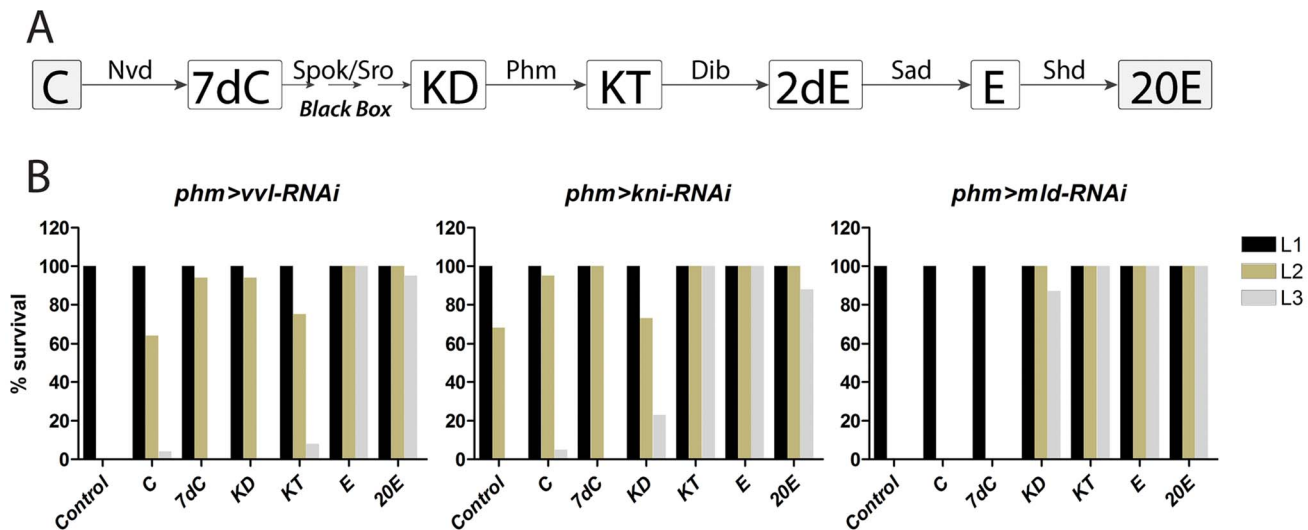 A
C Nvd 7dC Spok/Sro KD Phm KT Dib 2dE Sad E Shd 20E
Black Box
B
phm>vvl-RNAi phm>kni-RNAi phm>mld-RNAi
% survival
120 120 120
100 100 100
80 80 80
60 60 60
40 40 40
20 20 20
0 0 0
Control C 7dC KD KT E 20E Control C 7dC KD KT E 20E Control C 7dC KD KT E 20E
L1
L2
L3